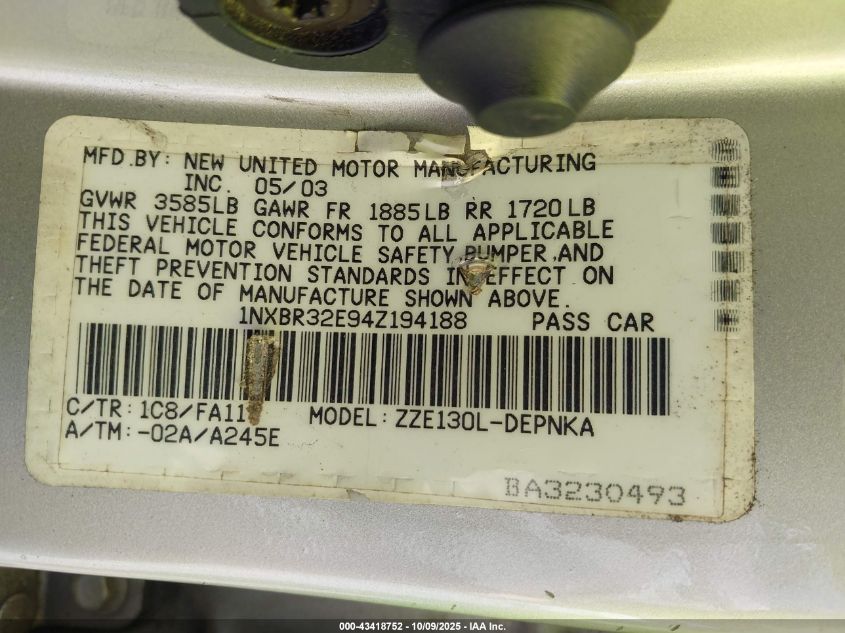 MFD.BY: NEW UNITED MOTOR MANUFACTURING
INC. 05/03
GVWR 3585LB GAWR FR 1885LB RR 1720LB
THIS VEHICLE CONFORMS TO ALL APPLICABLE
FEDERAL MOTOR VEHICLE SAFETY, BUMPER, AND
THEFT PREVENTION STANDARDS IN EFFECT ON
THE DATE OF MANUFACTURE SHOWN ABOVE.
1NXBR32E94Z194188 PASS CAR
C/TR: 1C8/FA11
MODEL: ZZE130L-DEPNKA
A/TM: -02A/A245E
BA3230493
000-43418752 - 10/09/2025 - IAA Inc.